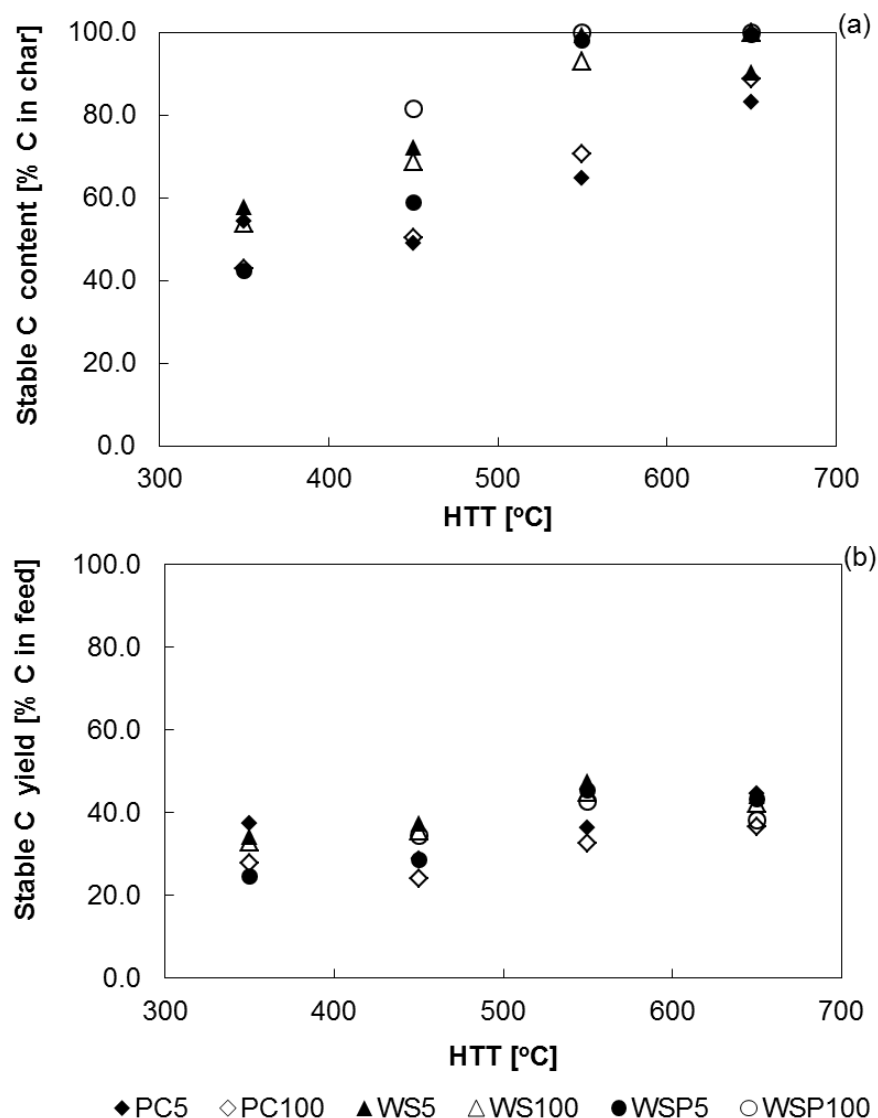 (a)
100.0
80.0
60.0
40.0
20.0
0.0
Stable C content [% C in char]
300 400 500 600 700
HTT [ºC]
(b)
100.0
80.0
60.0
40.0
20.0
0.0
Stable C yield [% C in feed]
300 400 500 600 700
HTT [ºC]
PC5 PC100 WS5 WS100 WSP5 WSP100